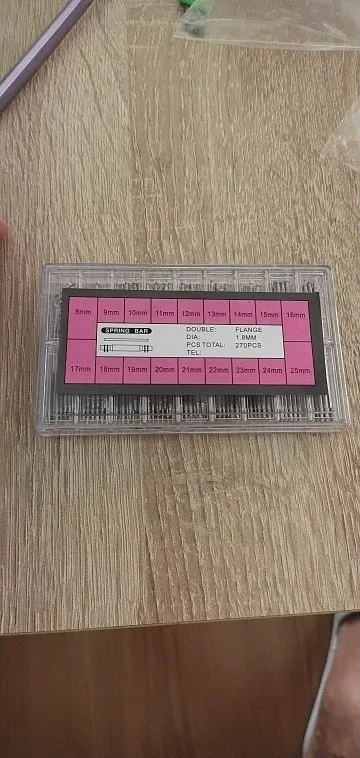 8mm 9mm 10mm 11mm 12mm 13mm 14mm 15mm 16mm
SPRING BAR
DOUBLE: FLANGE
DIA: 1.8MM
PCS TOTAL: 270PCS
TEL:
17mm 18mm 19mm 20mm 21mm 22mm 23mm 24mm 25mm